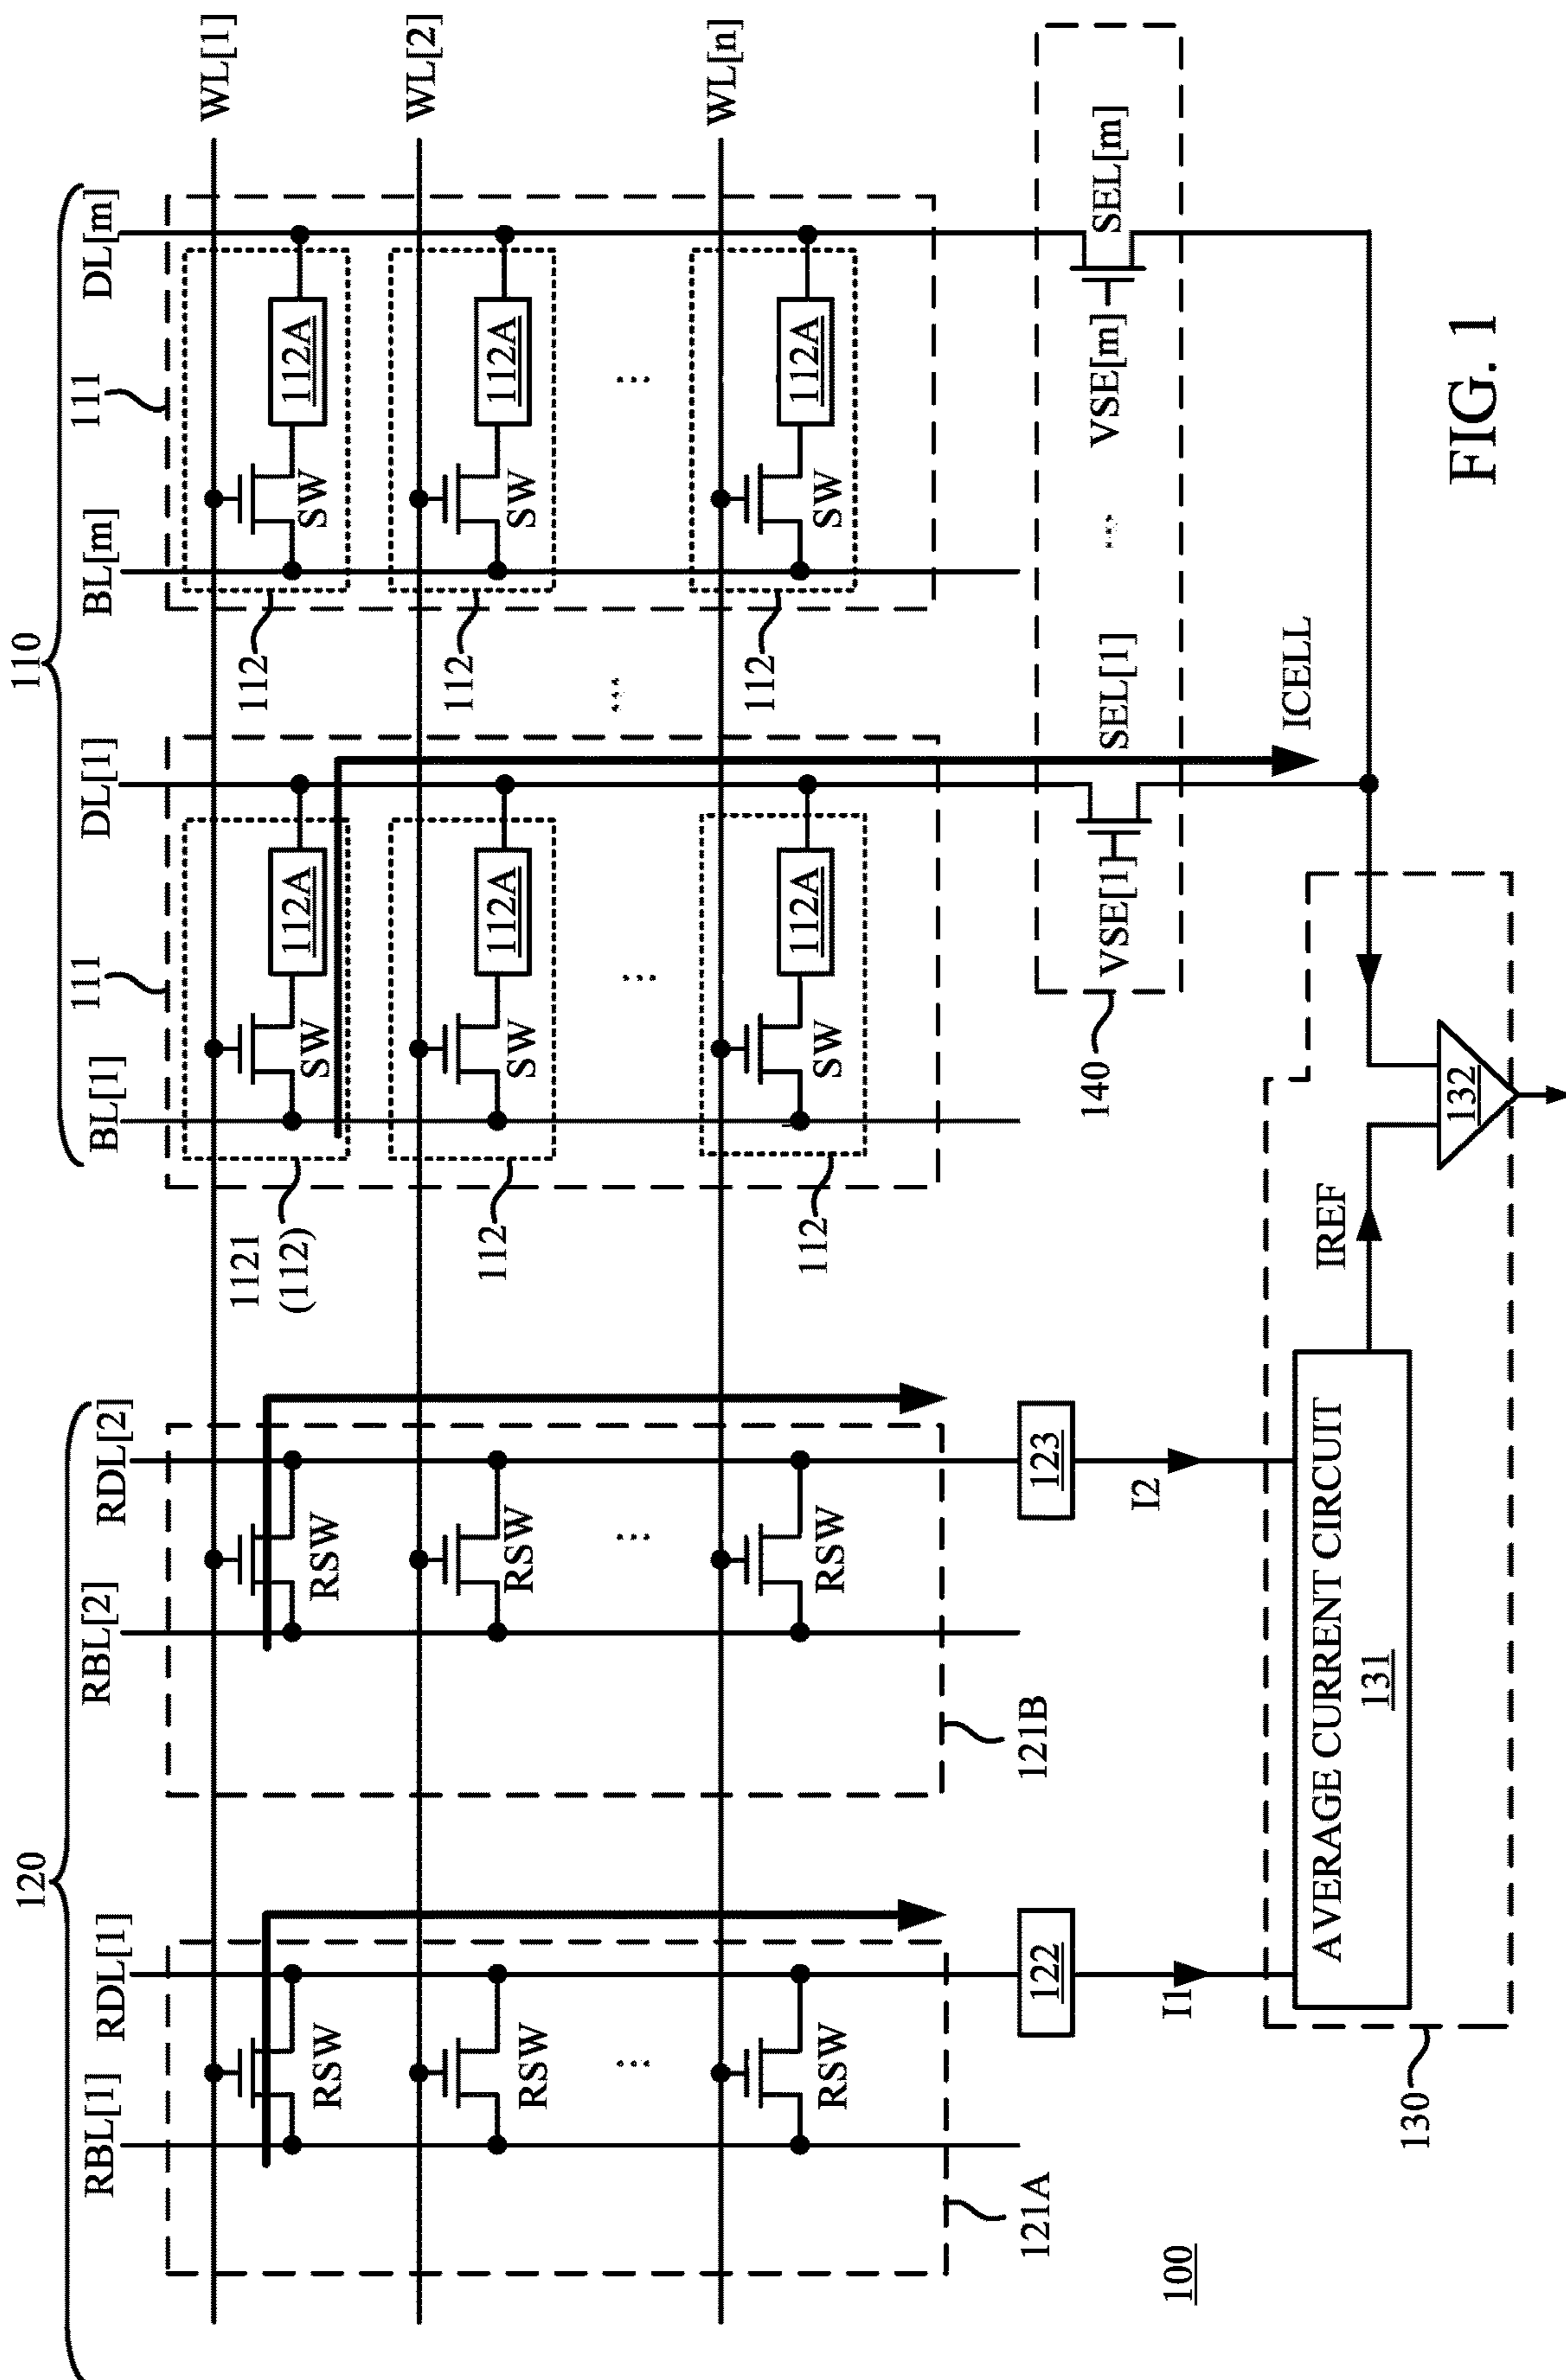 120
110
RBL[1]
RDL[1]
RBL[2]
RDL[2]
BL[1]
111
DL[1]
BL[m]
111
DL[m]
WL[1]
RSW
RSW
1121
(112)
SW
112A
112
SW
112A
WL[2]
RSW
RSW
112
SW
112A
112
SW
112A
...
...
...
...
...
WL[n]
RSW
RSW
112
SW
112A
112
SW
112A
121A
121B
122
123
140
VSE[1]
SEL[1]
...
VSE[m]
SEL[m]
100
I1
I2
ICELL
130
AVERAGE CURRENT CIRCUIT
131
IREF
132
FIG. 1